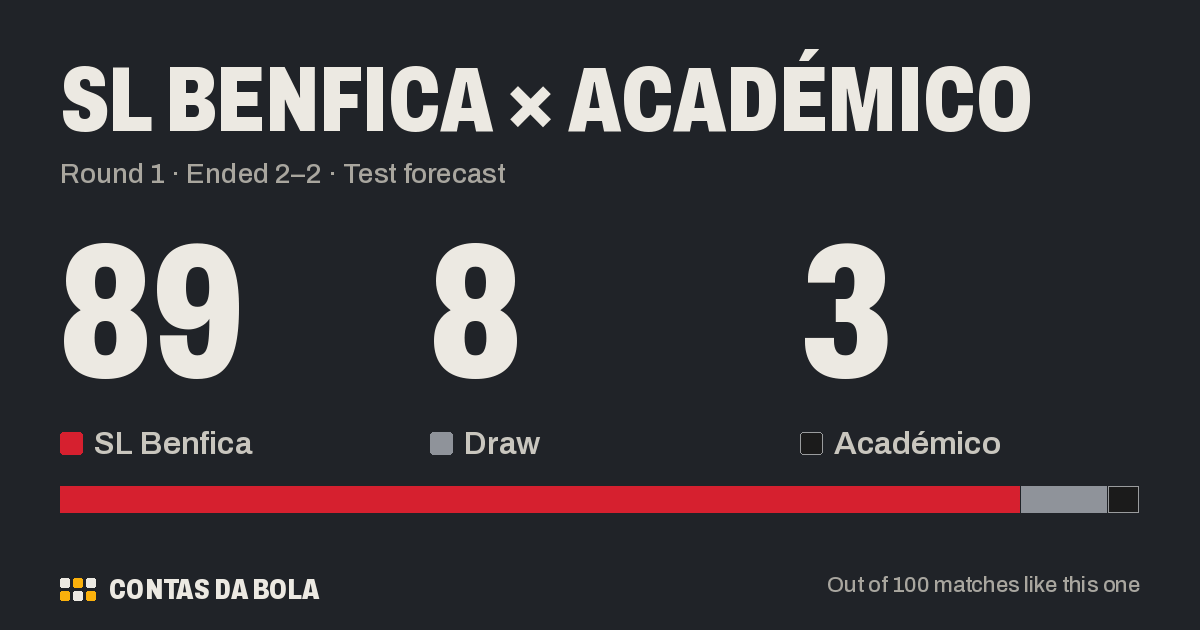 SL BENFICA × ACADÉMICO
Round 1 · Ended 2–2 · Test forecast
89 8 3
SL Benfica Draw Académico
CONTAS DA BOLA
Out of 100 matches like this one